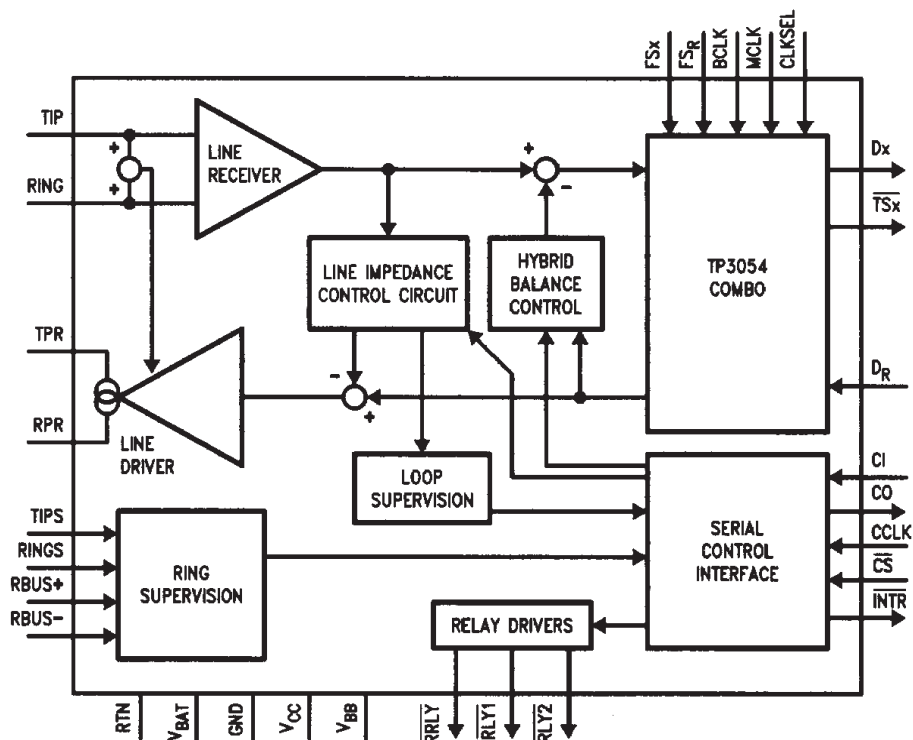 FSx
FSR
BCLK
MCLK
CLKSEL
TIP
+
+
RING
LINE
RECEIVER
+
-
Dx
TSx
LINE IMPEDANCE
CONTROL CIRCUIT
HYBRID
BALANCE
CONTROL
TP3054
COMBO
TPR
RPR
-
+
DR
LINE
DRIVER
LOOP
SUPERVISION
CI
CO
CCLK
CS
INTR
SERIAL
CONTROL
INTERFACE
TIPS
RINGS
RBUS+
RBUS-
RING
SUPERVISION
RELAY DRIVERS
RTN
VBAT
GND
VCC
VBB
RRLY
RLY1
RLY2